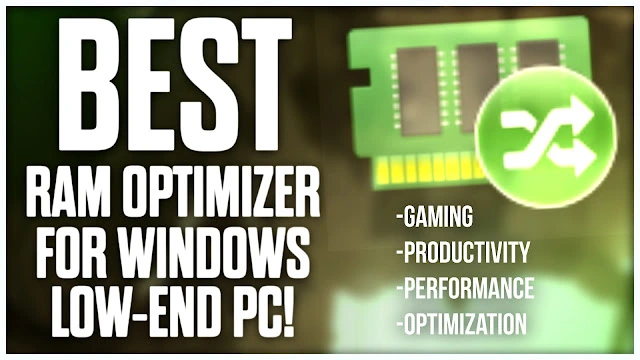 BEST
RAM OPTIMIZER
FOR WINDOWS
LOW-END PC!
-GAMING
-PRODUCTIVITY
-PERFORMANCE
-OPTIMIZATION